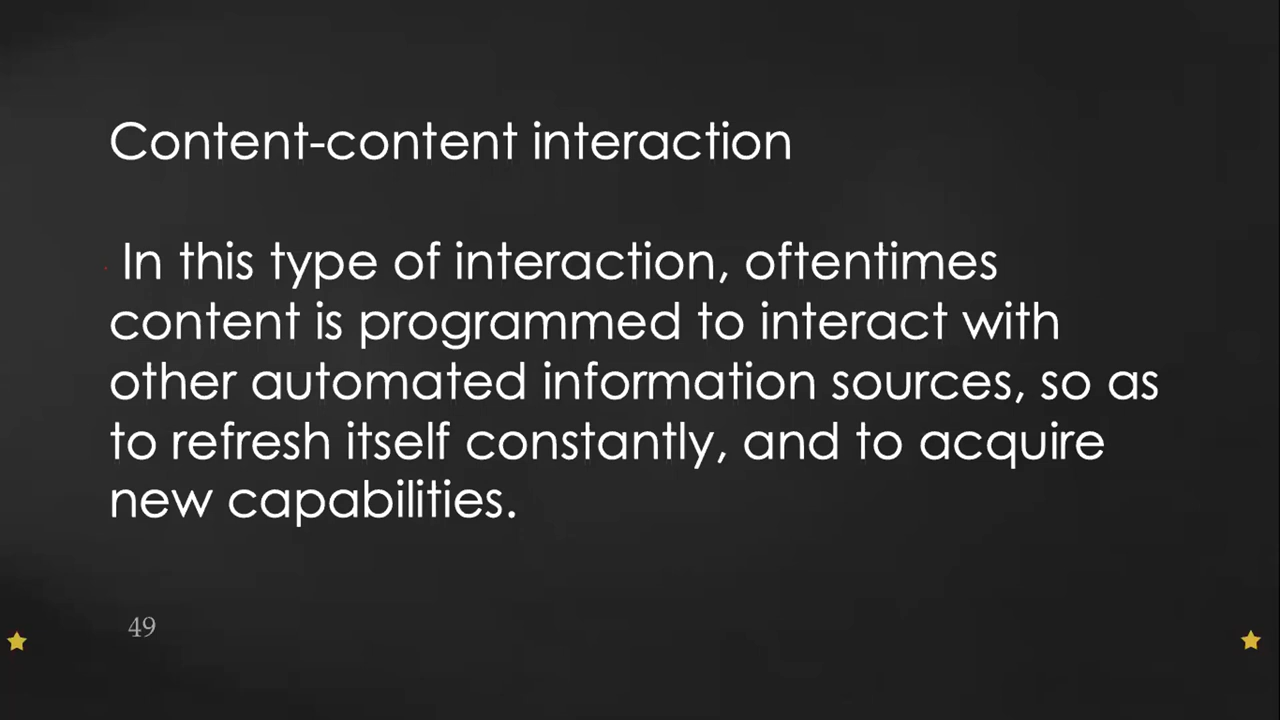 Content-content interaction
In this type of interaction, oftentimes
content is programmed to interact with
other automated information sources, so as
to refresh itself constantly, and to acquire
new capabilities.
49